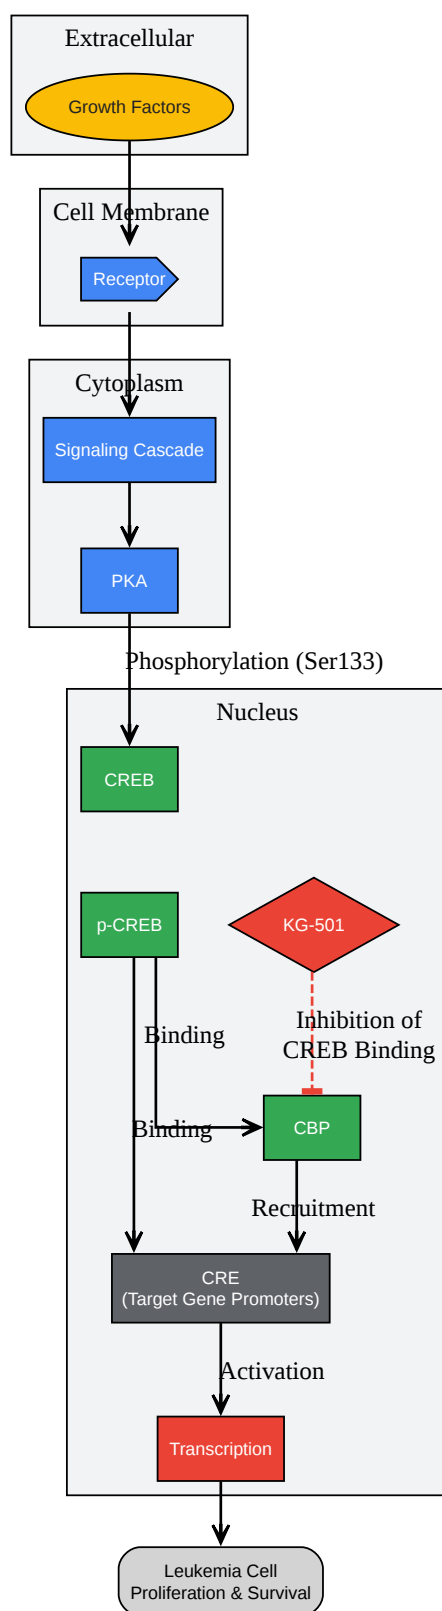 Extracellular
Growth Factors
Cell Membrane
Receptor
Cytoplasm
Signaling Cascade
PKA
Phosphorylation (Ser133)
Nucleus
CREB
p-CREB
KG-501
Inhibition of
CREB Binding
Binding
Binding
CBP
Recruitment
CRE
(Target Gene Promoters)
Activation
Transcription
Leukemia Cell
Proliferation & Survival